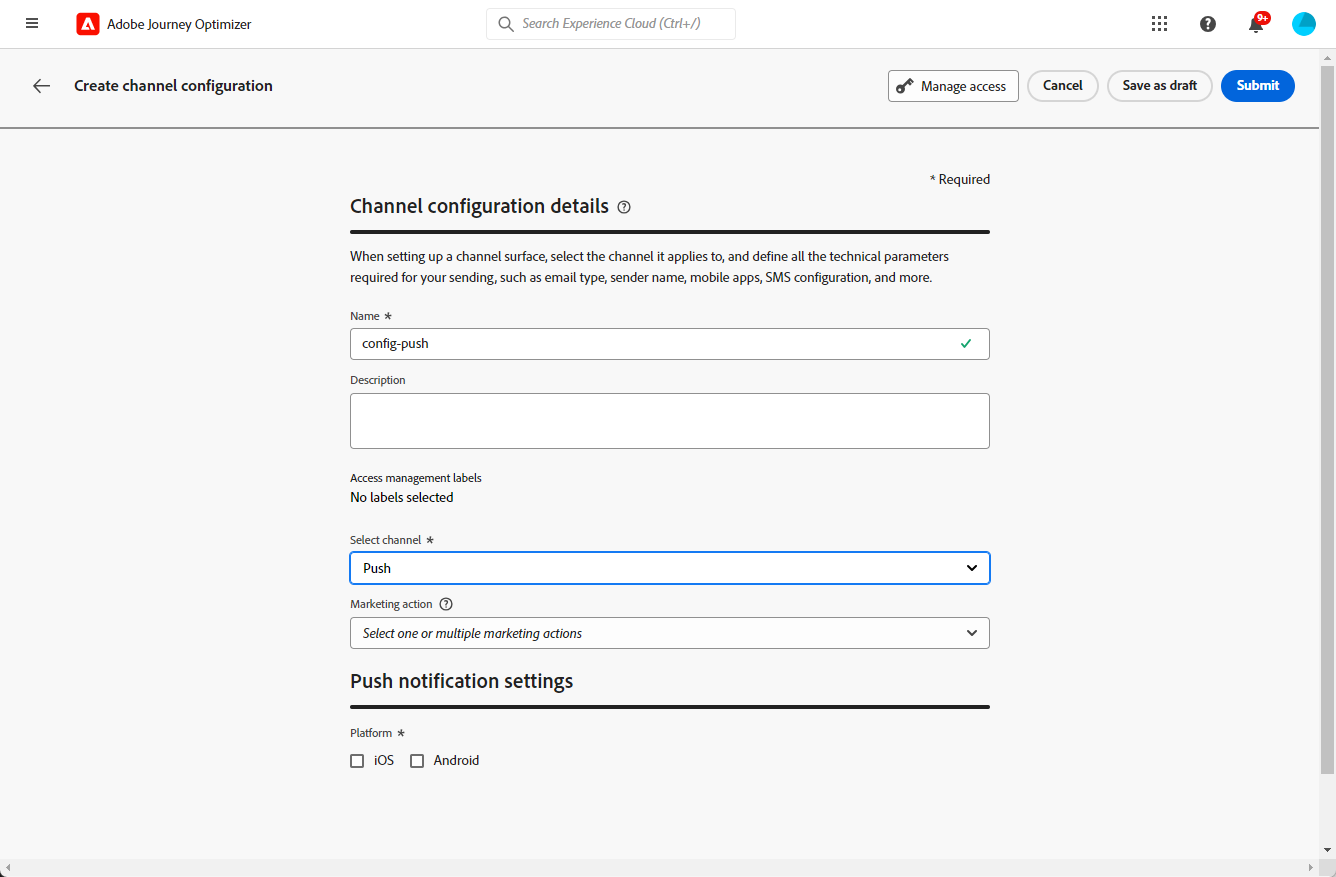 Adobe Journey Optimizer
Search Experience Cloud (Ctrl+/)
9+
Create channel configuration
Manage access
Cancel
Save as draft
Submit
* Required
Channel configuration details
When setting up a channel surface, select the channel it applies to, and define all the technical parameters
required for your sending, such as email type, sender name, mobile apps, SMS configuration, and more.
Name *
config-push
Description
Access management labels
No labels selected
Select channel *
Push
Marketing action
Select one or multiple marketing actions
Push notification settings
Platform *
iOS
Android